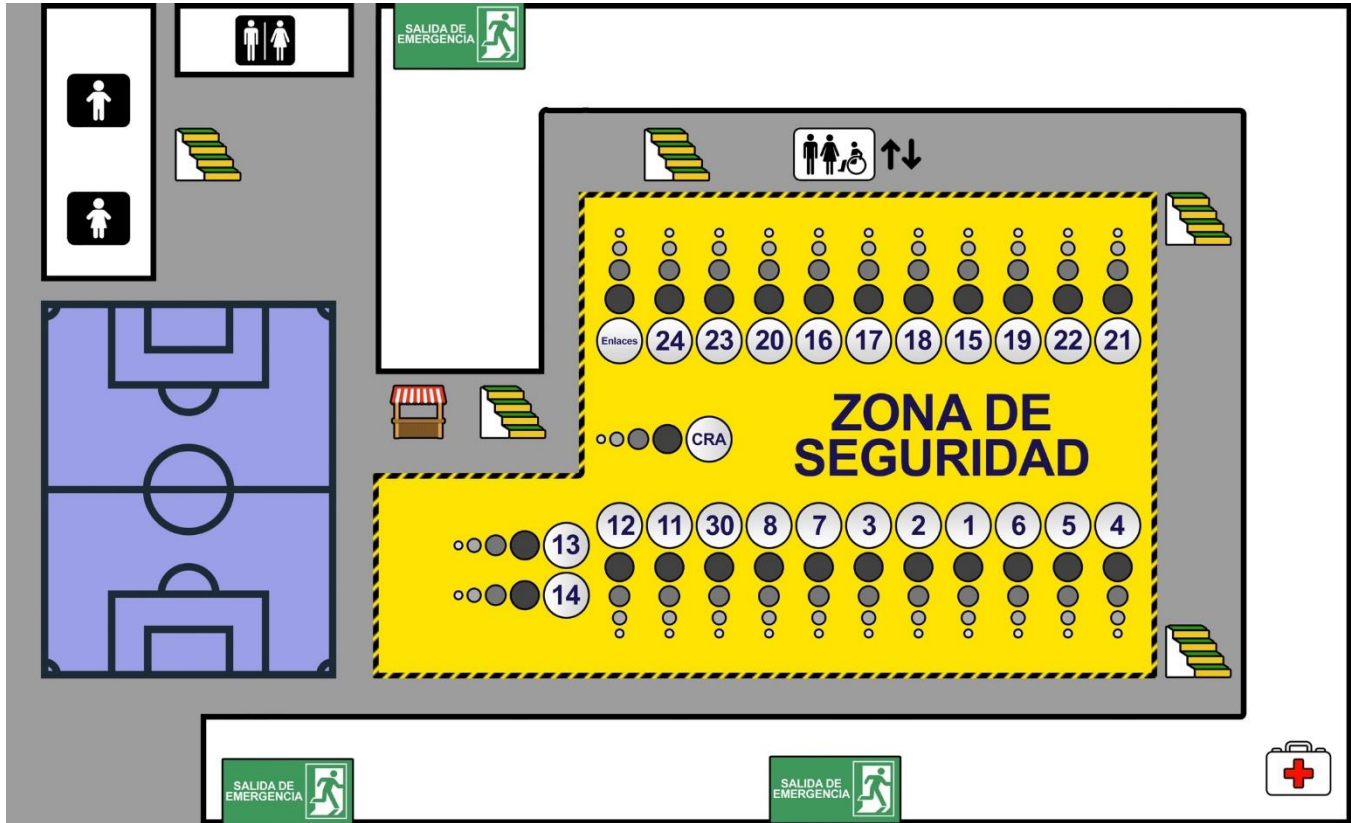 SALIDA DE
EMERGENCIA
Enlaces 24 23 20 16 17 18 15 19 22 21
ZONA DE
SEGURIDAD
CRA
12 11 30 8 7 3 2 1 6 5 4
13
14
SALIDA DE
EMERGENCIA
SALIDA DE
EMERGENCIA